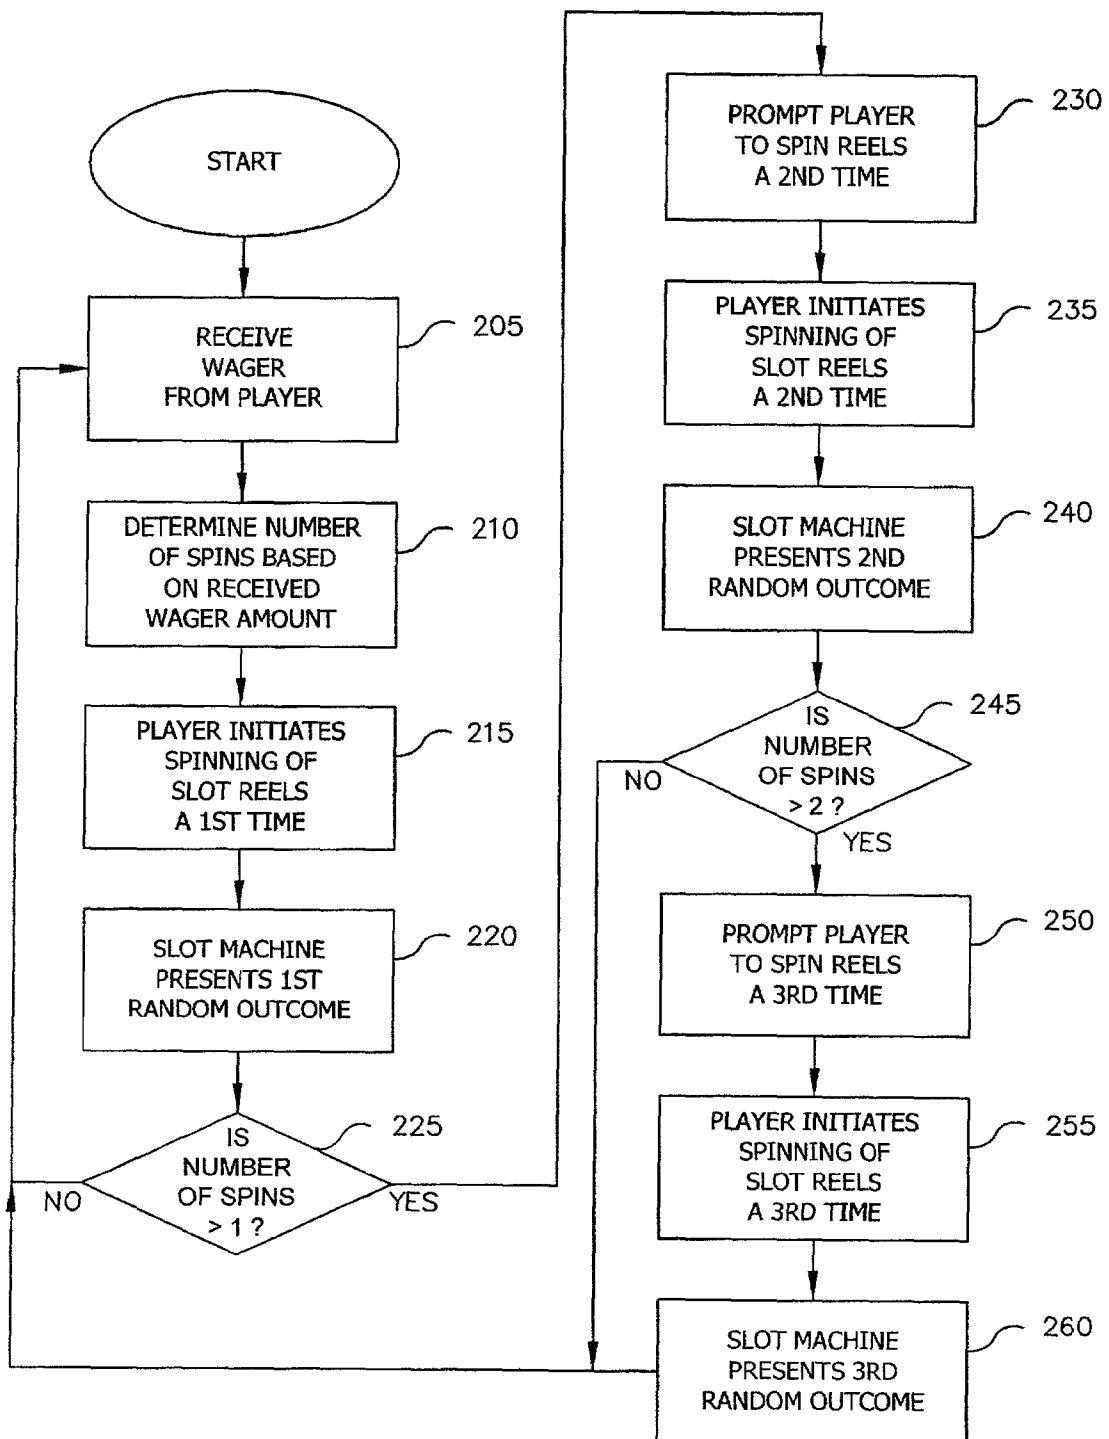 START
RECEIVE
WAGER
FROM PLAYER
205
DETERMINE NUMBER
OF SPINS BASED
ON RECEIVED
WAGER AMOUNT
210
PLAYER INITIATES
SPINNING OF
SLOT REELS
A 1ST TIME
215
SLOT MACHINE
PRESENTS 1ST
RANDOM OUTCOME
220
IS
NUMBER
OF SPINS
> 1 ?
225
NO
YES
PROMPT PLAYER
TO SPIN REELS
A 2ND TIME
230
PLAYER INITIATES
SPINNING OF
SLOT REELS
A 2ND TIME
235
SLOT MACHINE
PRESENTS 2ND
RANDOM OUTCOME
240
IS
NUMBER
OF SPINS
> 2 ?
245
NO
YES
PROMPT PLAYER
TO SPIN REELS
A 3RD TIME
250
PLAYER INITIATES
SPINNING OF
SLOT REELS
A 3RD TIME
255
SLOT MACHINE
PRESENTS 3RD
RANDOM OUTCOME
260